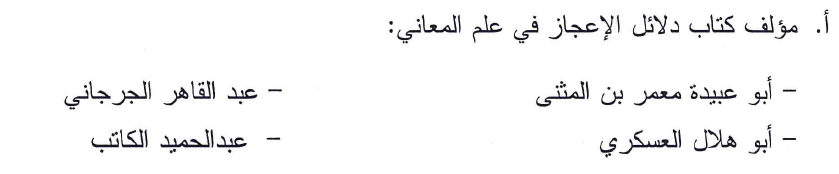 أ. مؤلف كتاب دلائل الإعجاز في علم المعاني:
- أبو عبيدة معمر بن المثنى - عبد القاهر الجرجاني
- أبو هلال العسكري - عبدالحميد الكاتب